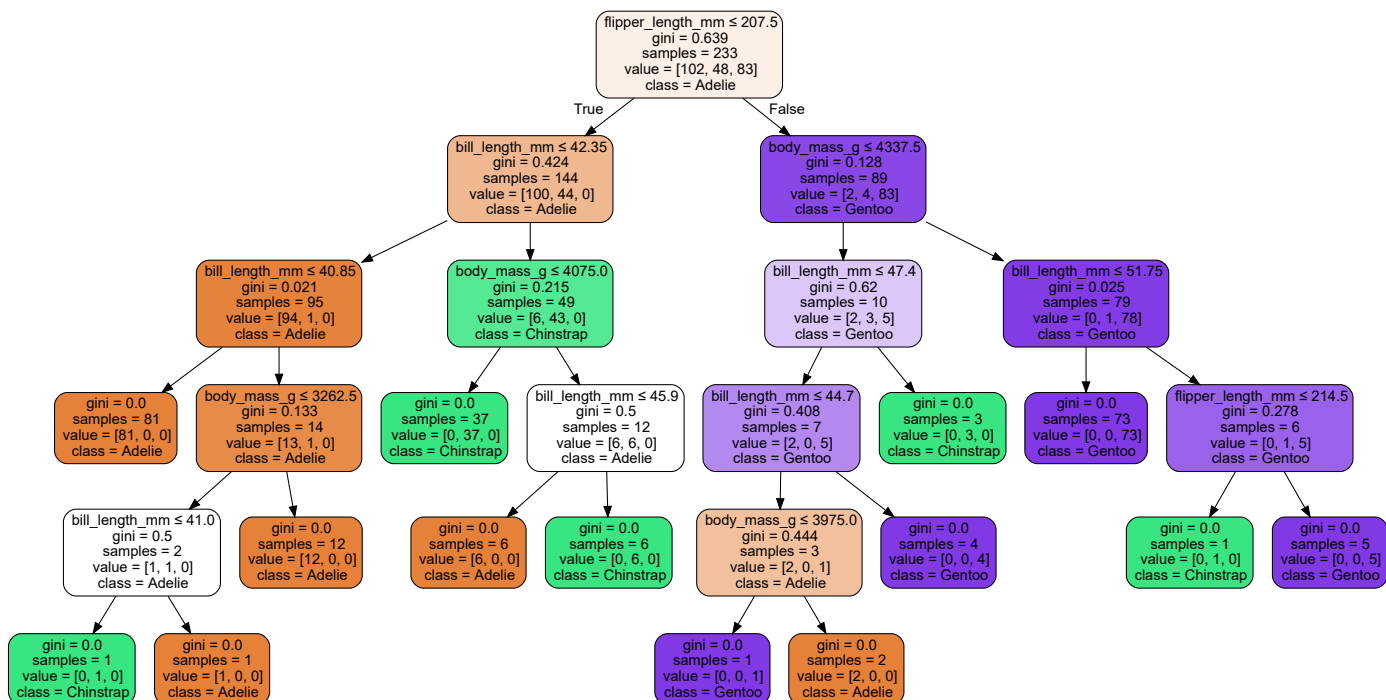 flipper_length_mm ≤ 207.5
gini = 0.639
samples = 233
value = [102, 48, 83]
class = Adelie
True
False
bill_length_mm ≤ 42.35
gini = 0.424
samples = 144
value = [100, 44, 0]
class = Adelie
body_mass_g ≤ 4337.5
gini = 0.128
samples = 89
value = [2, 4, 83]
class = Gentoo
bill_length_mm ≤ 40.85
gini = 0.021
samples = 95
value = [94, 1, 0]
class = Adelie
body_mass_g ≤ 4075.0
gini = 0.215
samples = 49
value = [6, 43, 0]
class = Chinstrap
bill_length_mm ≤ 47.4
gini = 0.62
samples = 10
value = [2, 3, 5]
class = Gentoo
bill_length_mm ≤ 51.75
gini = 0.025
samples = 79
value = [0, 1, 78]
class = Gentoo
gini = 0.0
samples = 81
value = [81, 0, 0]
class = Adelie
body_mass_g ≤ 3262.5
gini = 0.133
samples = 14
value = [13, 1, 0]
class = Adelie
gini = 0.0
samples = 37
value = [0, 37, 0]
class = Chinstrap
bill_length_mm ≤ 45.9
gini = 0.5
samples = 12
value = [6, 6, 0]
class = Adelie
bill_length_mm ≤ 44.7
gini = 0.408
samples = 7
value = [2, 0, 5]
class = Gentoo
gini = 0.0
samples = 3
value = [0, 3, 0]
class = Chinstrap
gini = 0.0
samples = 73
value = [0, 0, 73]
class = Gentoo
flipper_length_mm ≤ 214.5
gini = 0.278
samples = 6
value = [0, 1, 5]
class = Gentoo
bill_length_mm ≤ 41.0
gini = 0.5
samples = 2
value = [1, 1, 0]
class = Adelie
gini = 0.0
samples = 12
value = [12, 0, 0]
class = Adelie
gini = 0.0
samples = 6
value = [6, 0, 0]
class = Adelie
gini = 0.0
samples = 6
value = [0, 6, 0]
class = Chinstrap
body_mass_g ≤ 3975.0
gini = 0.444
samples = 3
value = [2, 0, 1]
class = Adelie
gini = 0.0
samples = 4
value = [0, 0, 4]
class = Gentoo
gini = 0.0
samples = 1
value = [0, 1, 0]
class = Chinstrap
gini = 0.0
samples = 5
value = [0, 0, 5]
class = Gentoo
gini = 0.0
samples = 1
value = [0, 1, 0]
class = Chinstrap
gini = 0.0
samples = 1
value = [1, 0, 0]
class = Adelie
gini = 0.0
samples = 1
value = [0, 0, 1]
class = Gentoo
gini = 0.0
samples = 2
value = [2, 0, 0]
class = Adelie